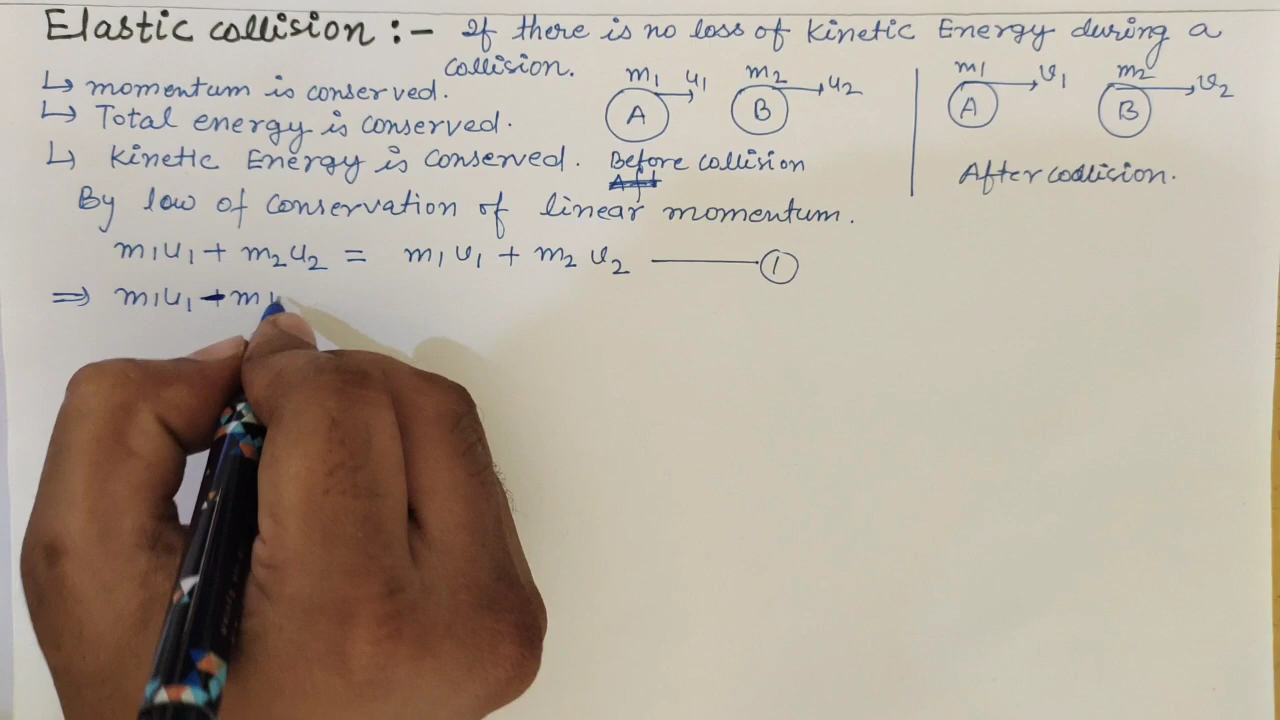 Elastic collision :- If there is no loss of Kinetic Energy during a
collision.
↳ momentum is conserved.
↳ Total energy is conserved.
↳ Kinetic Energy is conserved.
m₁ u₁ m₂ u₂
A B
Before collision
m₁ v₁ m₂ v₂
A B
After collision.
By law of conservation of linear momentum.
m₁u₁ + m₂u₂ = m₁v₁ + m₂v₂ ——— ①
⇒ m₁u₁ - m₁